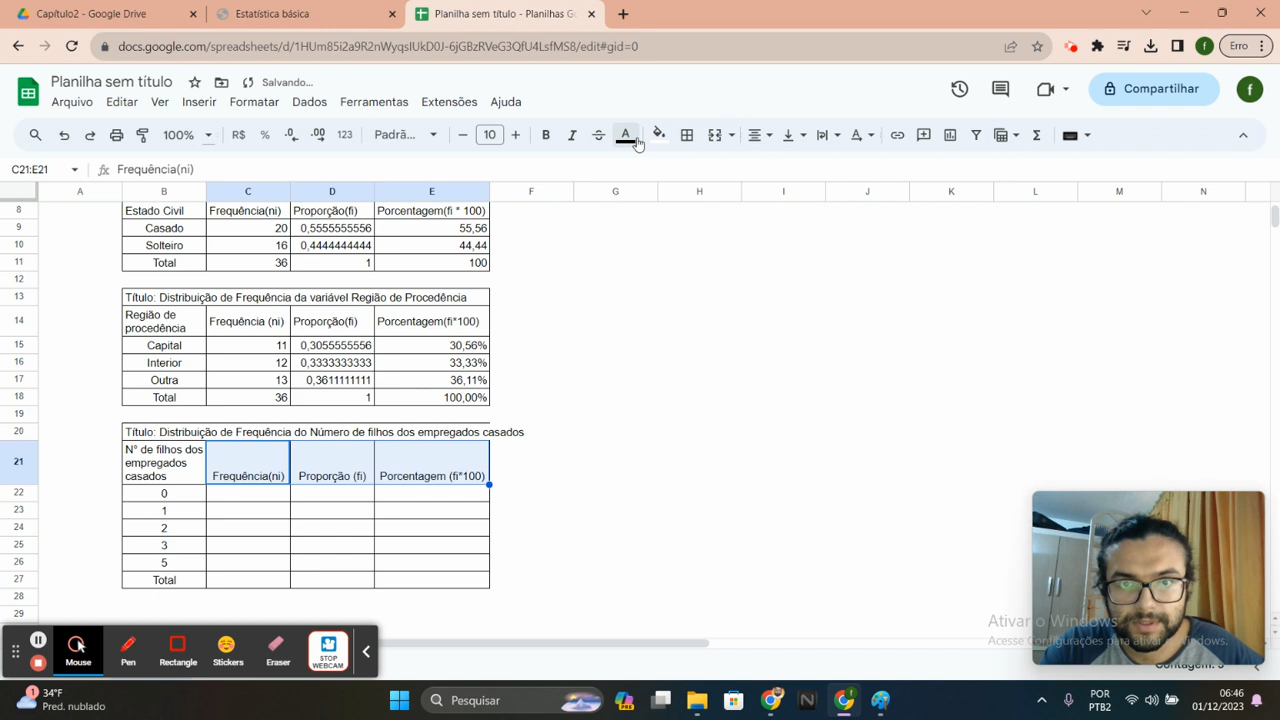 Capítulo2 - Google Drive
Estatística básica
Planilha sem título - Planilhas Go
docs.google.com/spreadsheets/d/1HUm85i2a9R2nWyqsIUkD0J-6jGBzRVeG3QfU4LsfMS8/edit#gid=0
f
Erro
Planilha sem título
Salvando...
Arquivo Editar Ver Inserir Formatar Dados Ferramentas Extensões Ajuda
Compartilhar
f
100% R$ % .0 .00 123 Padrã... 10 B I A
C21:E21 fx Frequência(ni)
A B C D E F G H I J K L M N
8 Estado Civil Frequência(ni) Proporção(fi) Porcentagem(fi * 100)
9 Casado 20 0,5555555556 55,56
10 Solteiro 16 0,4444444444 44,44
11 Total 36 1 100
12
13 Título: Distribuição de Frequência da variável Região de Procedência
14 Região de procedência Frequência (ni) Proporção(fi) Porcentagem(fi*100)
15 Capital 11 0,3055555556 30,56%
16 Interior 12 0,3333333333 33,33%
17 Outra 13 0,3611111111 36,11%
18 Total 36 1 100,00%
19
20 Título: Distribuição de Frequência do Número de filhos dos empregados casados
21 N° de filhos dos empregados casados Frequência(ni) Proporção (fi) Porcentagem (fi*100)
22 0
23 1
24 2
25 3
26 5
27 Total
28
29
Ativar o Windows
Acesse Configurações para ativar o Windows.
Mouse Pen Rectangle Stickers Eraser STOP WEBCAM
34°F
Pred. nublado
1
Pesquisar
POR
PTB2
06:46
01/12/2023